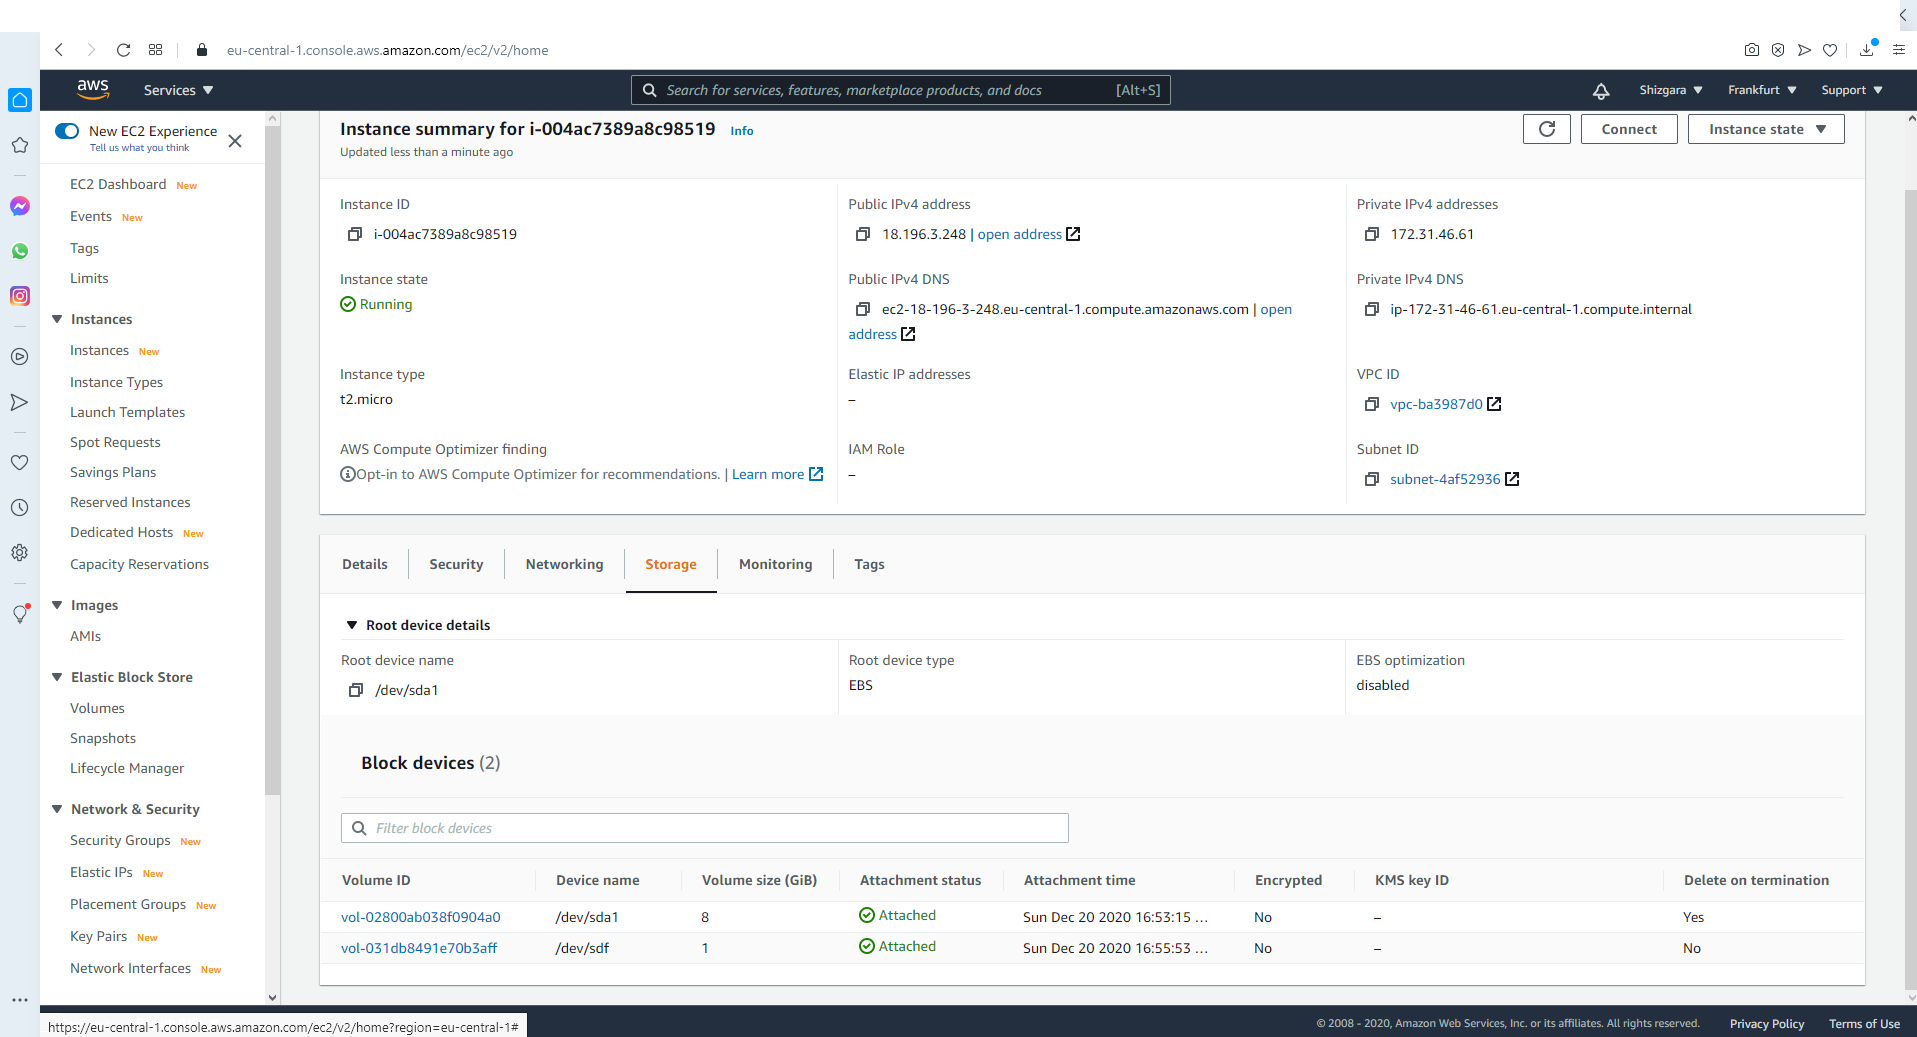 eu-central-1.console.aws.amazon.com/ec2/v2/home
aws
Services
Search for services, features, marketplace products, and docs
[Alt+S]
Shizgara
Frankfurt
Support
New EC2 Experience
Tell us what you think
EC2 Dashboard New
Events New
Tags
Limits
Instances
Instances New
Instance Types
Launch Templates
Spot Requests
Savings Plans
Reserved Instances
Dedicated Hosts New
Capacity Reservations
Images
AMIs
Elastic Block Store
Volumes
Snapshots
Lifecycle Manager
Network & Security
Security Groups New
Elastic IPs New
Placement Groups New
Key Pairs New
Network Interfaces New
Instance summary for i-004ac7389a8c98519 Info
Updated less than a minute ago
Connect
Instance state
Instance ID
i-004ac7389a8c98519
Public IPv4 address
18.196.3.248 | open address
Private IPv4 addresses
172.31.46.61
Instance state
Running
Public IPv4 DNS
ec2-18-196-3-248.eu-central-1.compute.amazonaws.com | open
address
Private IPv4 DNS
ip-172-31-46-61.eu-central-1.compute.internal
Instance type
t2.micro
Elastic IP addresses
–
VPC ID
vpc-ba3987d0
AWS Compute Optimizer finding
Opt-in to AWS Compute Optimizer for recommendations. | Learn more
IAM Role
–
Subnet ID
subnet-4af52936
Details
Security
Networking
Storage
Monitoring
Tags
Root device details
Root device name
/dev/sda1
Root device type
EBS
EBS optimization
disabled
Block devices (2)
Filter block devices
Volume ID Device name Volume size (GiB) Attachment status Attachment time Encrypted KMS key ID Delete on termination
vol-02800ab038f0904a0 /dev/sda1 8 Attached Sun Dec 20 2020 16:53:15 ... No – Yes
vol-031db8491e70b3aff /dev/sdf 1 Attached Sun Dec 20 2020 16:55:53 ... No – No
https://eu-central-1.console.aws.amazon.com/ec2/v2/home?region=eu-central-1#
© 2008 - 2020, Amazon Web Services, Inc. or its affiliates. All rights reserved.
Privacy Policy
Terms of Use